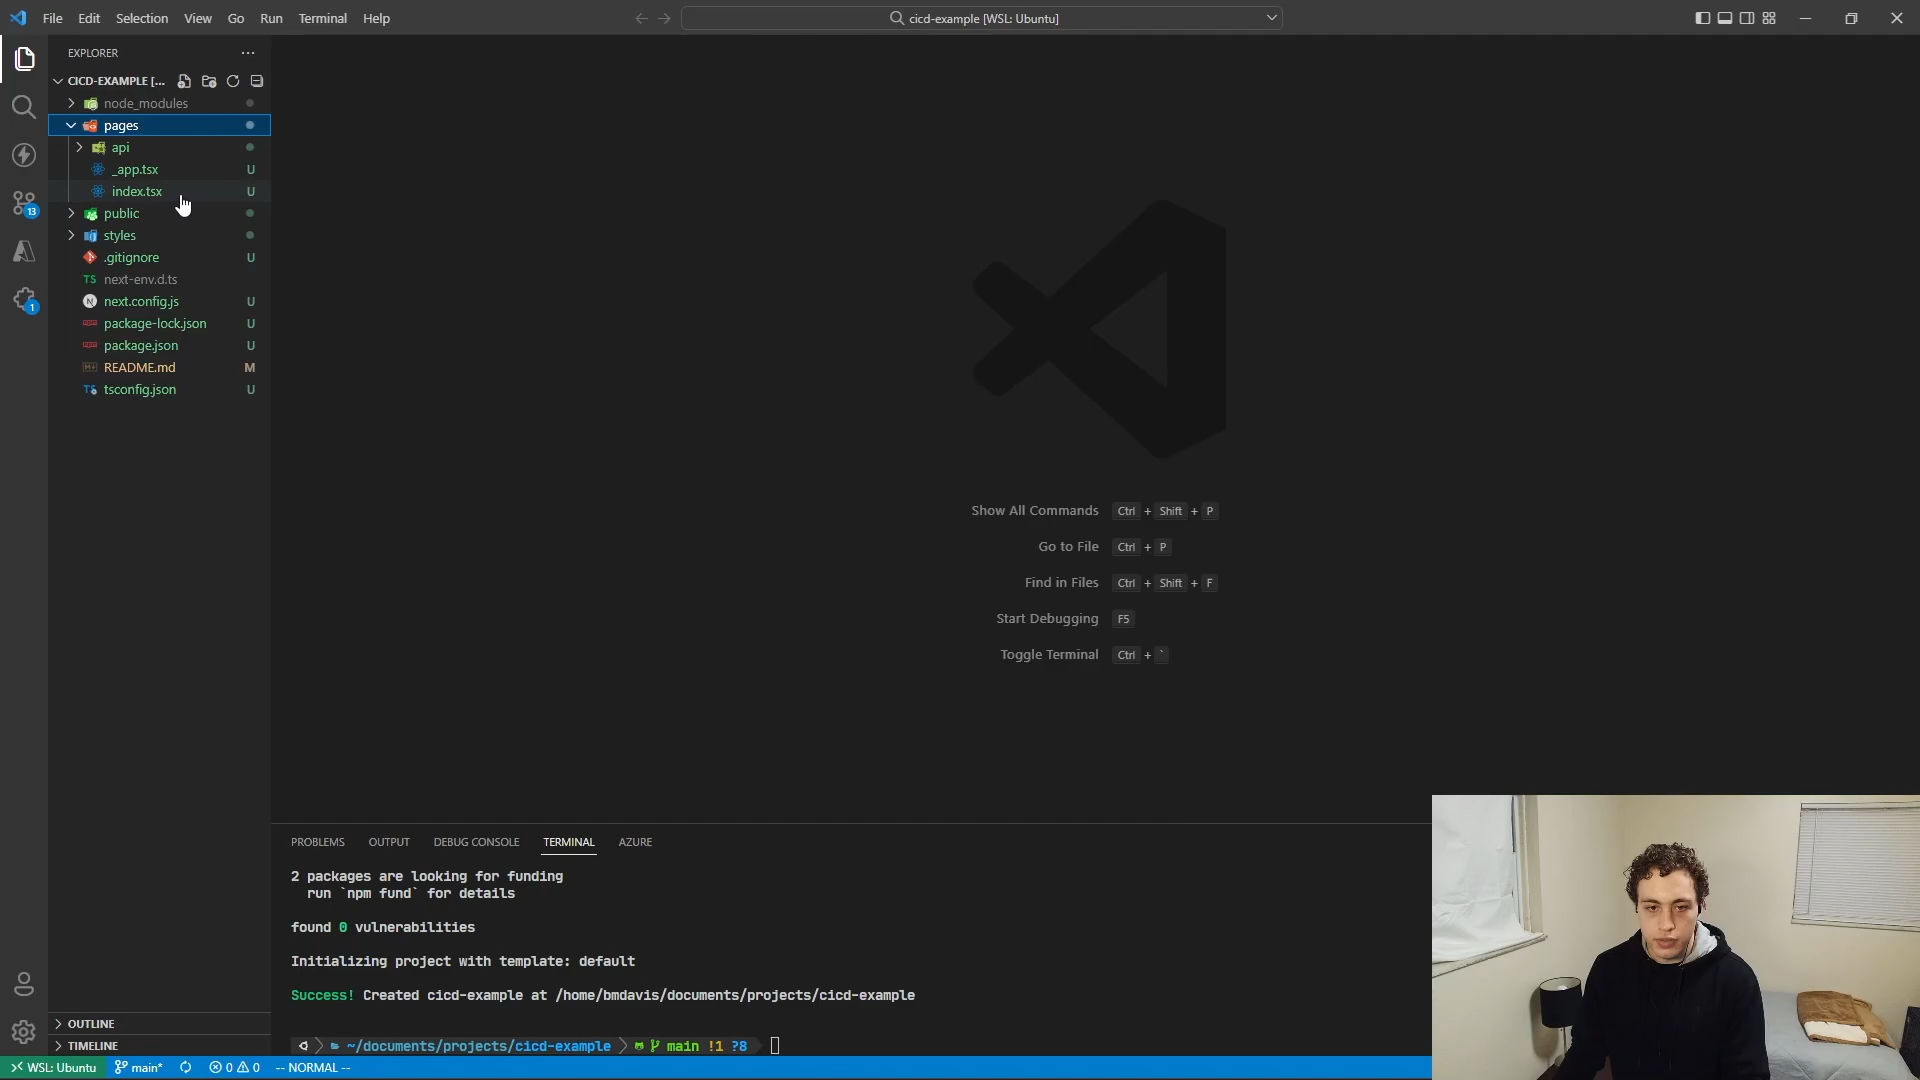 File Edit Selection View Go Run Terminal Help
cicd-example [WSL: Ubuntu]
EXPLORER
CICD-EXAMPLE [...
node_modules
pages
api
_app.tsx U
index.tsx U
public
styles
.gitignore U
TS next-env.d.ts
N next.config.js U
package-lock.json U
package.json U
README.md M
TS tsconfig.json U
13
1
Show All Commands Ctrl + Shift + P
Go to File Ctrl + P
Find in Files Ctrl + Shift + F
Start Debugging F5
Toggle Terminal Ctrl + `
PROBLEMS OUTPUT DEBUG CONSOLE TERMINAL AZURE
2 packages are looking for funding
run `npm fund` for details
found 0 vulnerabilities
Initializing project with template: default
Success! Created cicd-example at /home/bmdavis/documents/projects/cicd-example
~/documents/projects/cicd-example main !1 ?8
OUTLINE
TIMELINE
WSL: Ubuntu main* 0 0 -- NORMAL --